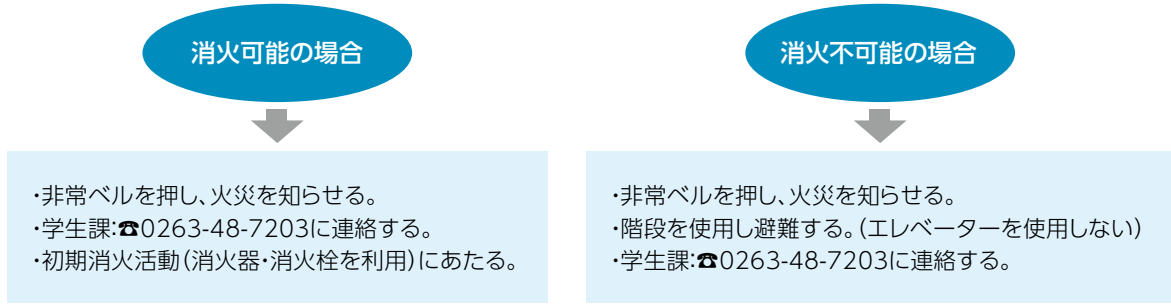 消火可能の場合
・非常ベルを押し、火災を知らせる。
・学生課:☎0263-48-7203に連絡する。
・初期消火活動(消火器・消火栓を利用)にあたる。
消火不可能の場合
・非常ベルを押し、火災を知らせる。
・階段を使用し避難する。(エレベーターを使用しない)
・学生課:☎0263-48-7203に連絡する。